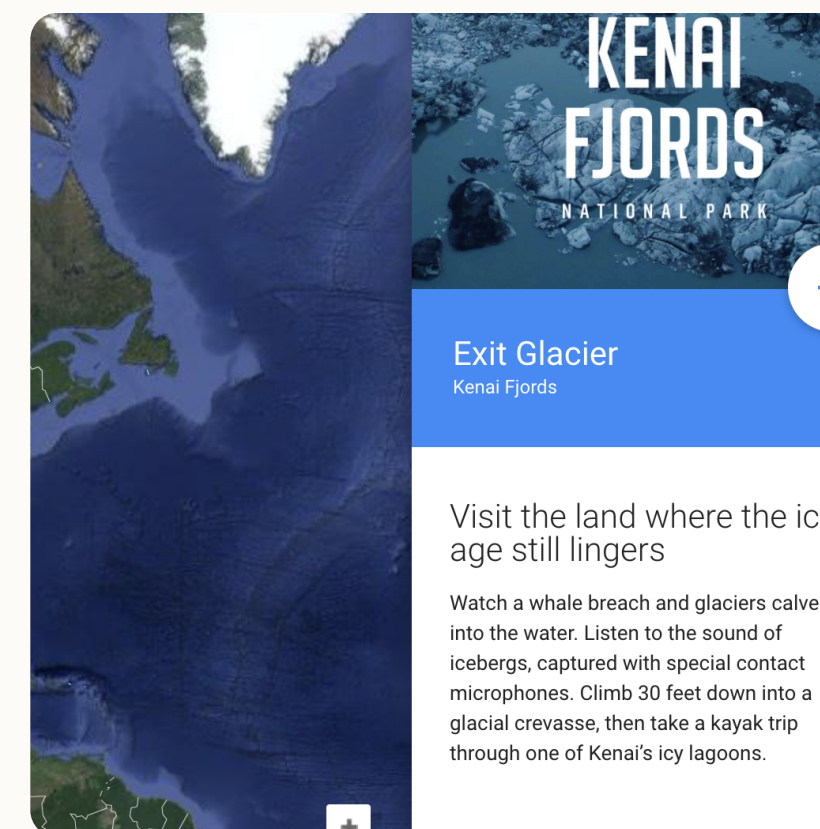 KENAI
FJORDS
NATIONAL PARK
Exit Glacier
Kenai Fjords
Visit the land where the ic
age still lingers
Watch a whale breach and glaciers calve
into the water. Listen to the sound of
icebergs, captured with special contact
microphones. Climb 30 feet down into a
glacial crevasse, then take a kayak trip
through one of Kenai’s icy lagoons.